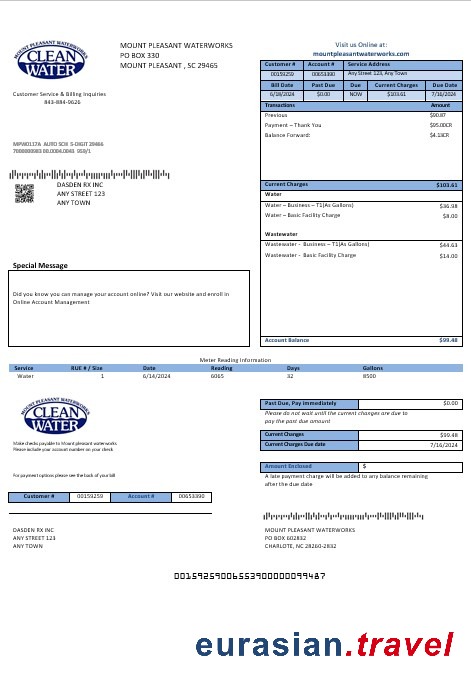 MOUNT PLEASANT WATERWORKS
CLEAN
WATER
MOUNT PLEASANT WATERWORKS
PO BOX 330
MOUNT PLEASANT , SC 29465
Customer Service & Billing Inquiries
843-884-9626
Visit us Online at:
mountpleasantwaterworks.com
Customer # Account # Service Address
00159259 00653390 Any Street 123, Any Town
Bill Date Past Due Due Current Charges Due Date
6/18/2024 $0.00 NOW $103.61 7/16/2024
Transactions Amount
Previous $90.87
Payment – Thank You $95.00CR
Balance Forward: $4.13CR
MPW0117A AUTO SCH 5-DIGIT 29466
7000000983 00.0004.0043 959/1
DASDEN RX INC
ANY STREET 123
ANY TOWN
Current Charges $103.61
Water
Water – Business – T1(As Gallons) $36.98
Water – Basic Facility Charge $8.00
Wastewater
Wastewater - Business – T1(As Gallons) $44.63
Wastewater - Basic Facility Charge $14.00
Account Balance $99.48
Special Message
Did you know you can manage your account online? Visit our website and enroll in
Online Account Management
Meter Reading Information
Service RUE # / Size Date Reading Days Gallons
Water 1 6/14/2024 6065 32 8500
MOUNT PLEASANT WATERWORKS
CLEAN
WATER
Make checks payable to Mount pleasant waterworks
Please include your account number on your check
For payment options please see the back of your bill
Customer # 00159259 Account # 00653390
Past Due, Pay Immediately $0.00
Please do not wait until the current changes are due to
pay the past due amount
Current Charges $99.48
Current Charges Due date 7/16/2024
Amount Enclosed $
A late payment charge will be added to any balance remaining
after the due date
DASDEN RX INC
ANY STREET 123
ANY TOWN
MOUNT PLEASANT WATERWORKS
PO BOX 602832
CHARLOTE, NC 28260-2832
00159259006553900000099487
eurasian.travel